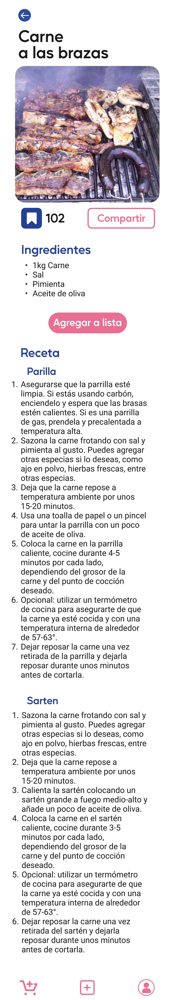 Carne
a las brazas
102
Compartir
Ingredientes
• 1kg Carne
• Sal
• Pimienta
• Aceite de oliva
Agregar a lista
Receta
Parilla
1. Asegurarse que la parrilla esté
limpia. Si estás usando carbón,
enciendelo y espera que las brasas
estén calientes. Si es una parrilla
de gas, prendela y precalentada a
temperatura alta.
2. Sazona la carne frotando con sal y
pimienta al gusto. Puedes agregar
otras especias si lo deseas, como
ajo en polvo, hierbas frescas, entre
otras especias.
3. Deja que la carne repose a
temperatura ambiente por unos
15-20 minutos.
4. Usa una toalla de papel o un pincel
para untar la parrilla con un poco
de aceite de oliva.
5. Coloca la carne en la parrilla
caliente, cocine durante 4-5
minutos por cada lado,
dependiendo del grosor de la
carne y del punto de cocción
deseado.
6. Opcional: utilizar un termómetro
de cocina para asegurarte de que
la carne ya esté cocida y con una
temperatura interna de alrededor
de 57-63°.
7. Dejar reposar la carne una vez
retirada de la parrilla y dejarla
reposar durante unos minutos
antes de cortarla.
Sarten
1. Sazona la carne frotando con sal y
pimienta al gusto. Puedes agregar
otras especias si lo deseas, como
ajo en polvo, hierbas frescas, entre
otras especias.
2. Deja que la carne repose a
temperatura ambiente por unos
15-20 minutos.
3. Calienta la sartén colocando un
sartén grande a fuego medio-alto y
añade un poco de aceite de oliva.
4. Coloca la carne en el sartén
caliente, cocine durante 3-5
minutos por cada lado,
dependiendo del grosor de la
carne y del punto de cocción
deseado.
5. Opcional: utilizar un termómetro
de cocina para asegurarte de que
la carne ya esté cocida y con una
temperatura interna de alrededor
de 57-63°.
6. Dejar reposar la carne una vez
retirada del sartén y dejarla
reposar durante unos minutos
antes de cortarla.